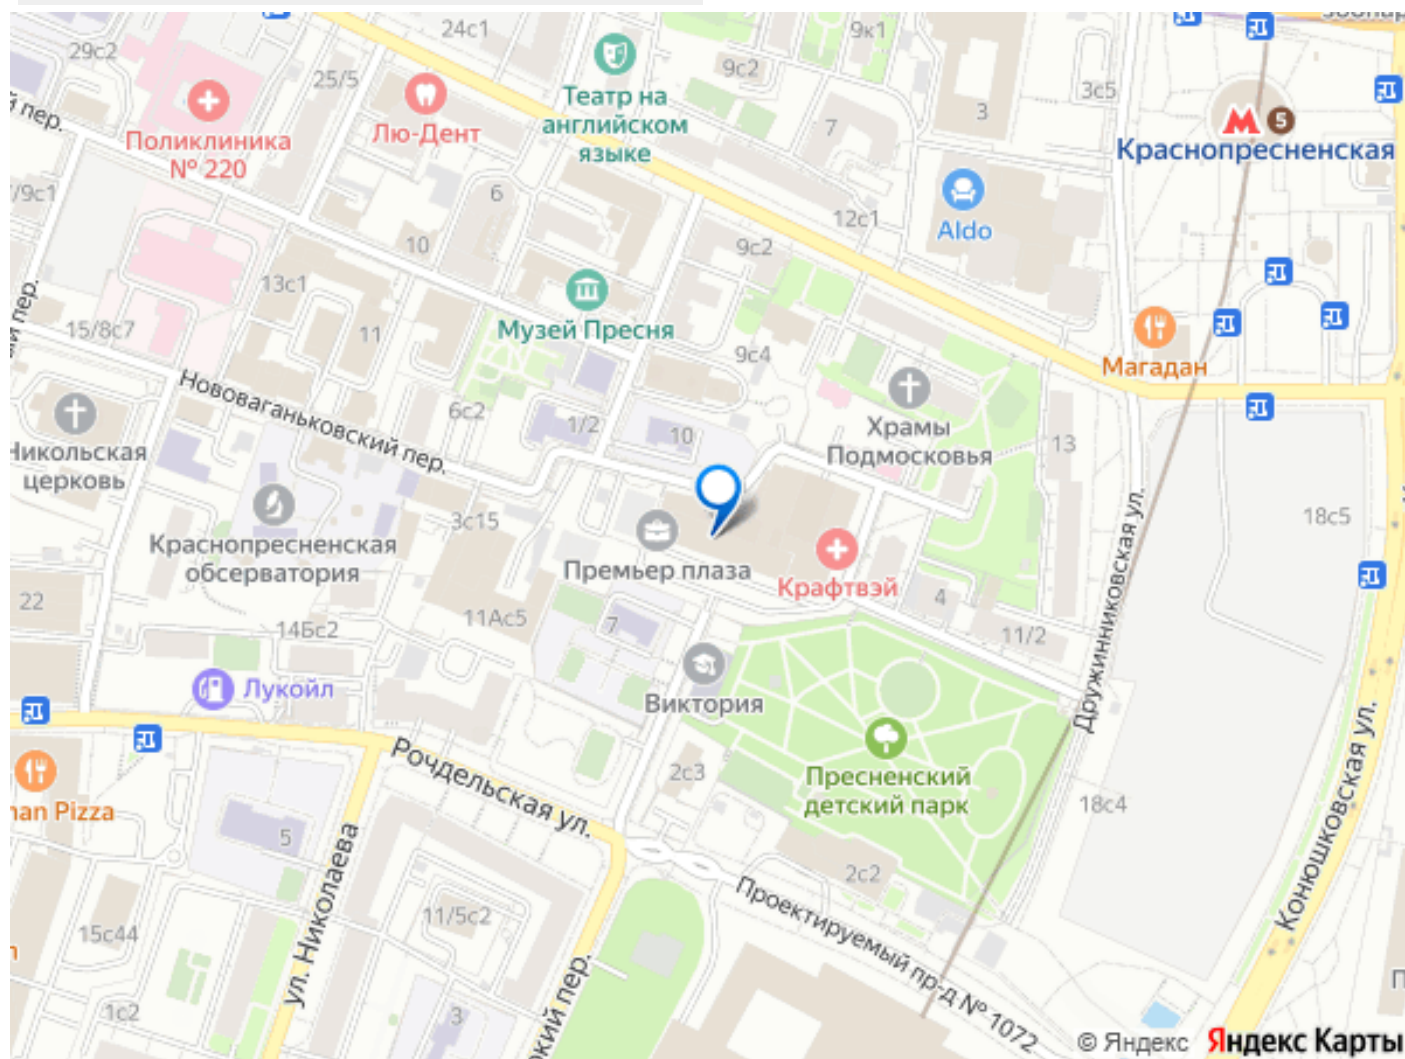 24с1
29с2
25/5
9к1
9с2
3с5
3
7
5
Краснопресненская
Театр на
английском
языке
Лю-Дент
Поликлиника
№ 220
й пер.
/9с1
6
10
12с1
9с2
Aldo
13с1
11
15/8с7
Музей Пресня
9с4
Магадан
Нововаганьковский пер.
6с2
1/2
10
Храмы
Подмосковья
13
Никольская
церковь
3с15
18с5
Краснопресненская
обсерватория
Премьер плаза
Крафтвэй
22
14Бс2
11Ас5
7
4
11/2
Дружинниковская ул.
Лукойл
Виктория
Пресненский
детский парк
2с3
18с4
Рочдельская ул.
man Pizza
5
ул. Николаева
11/5с2
2с2
Конюшковская ул.
Проектируемый пр-д № 1072
15с44
1с2
3
кий пер.
© Яндекс Яндекс Карты